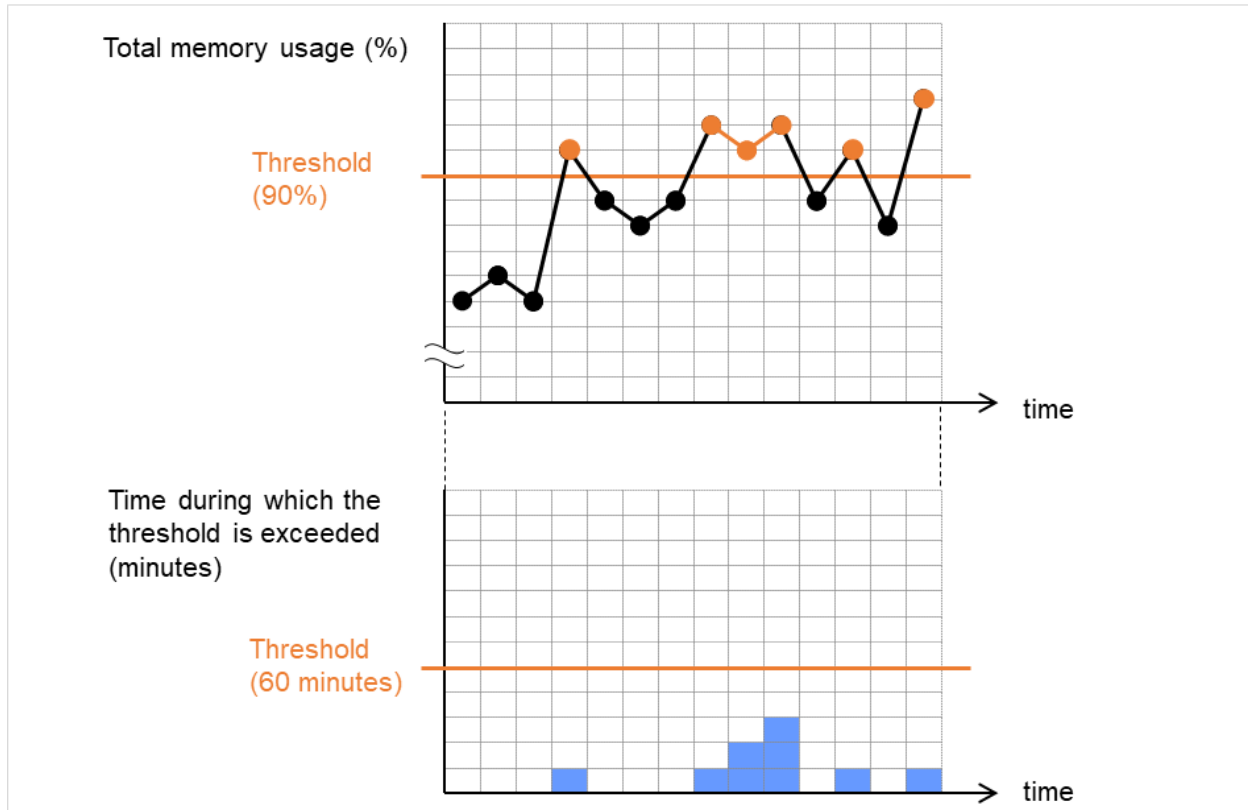 Total memory usage (%)
Threshold
(90%)
time
Time during which the
threshold is exceeded
(minutes)
Threshold
(60 minutes)
time